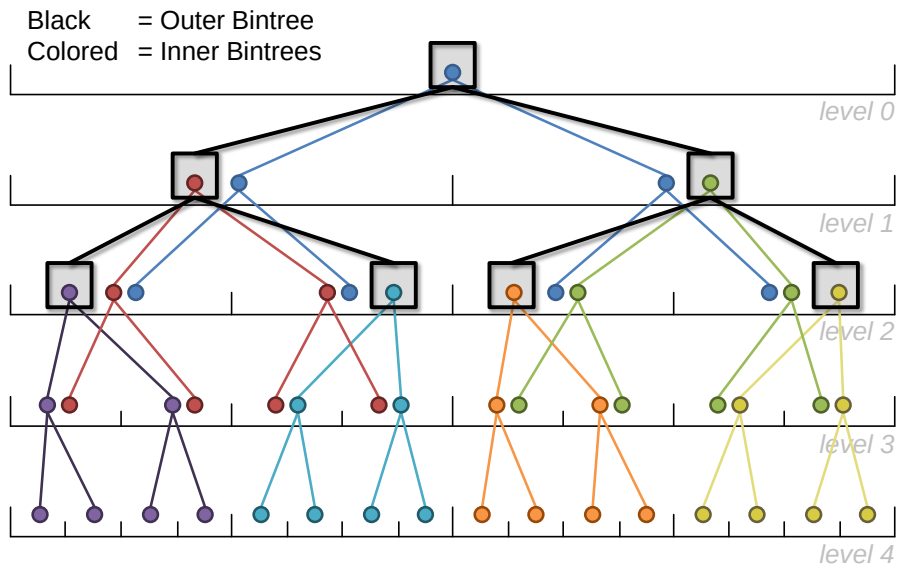 Black = Outer Bintree
Colored = Inner Bintrees
level 0
level 1
level 2
level 3
level 4